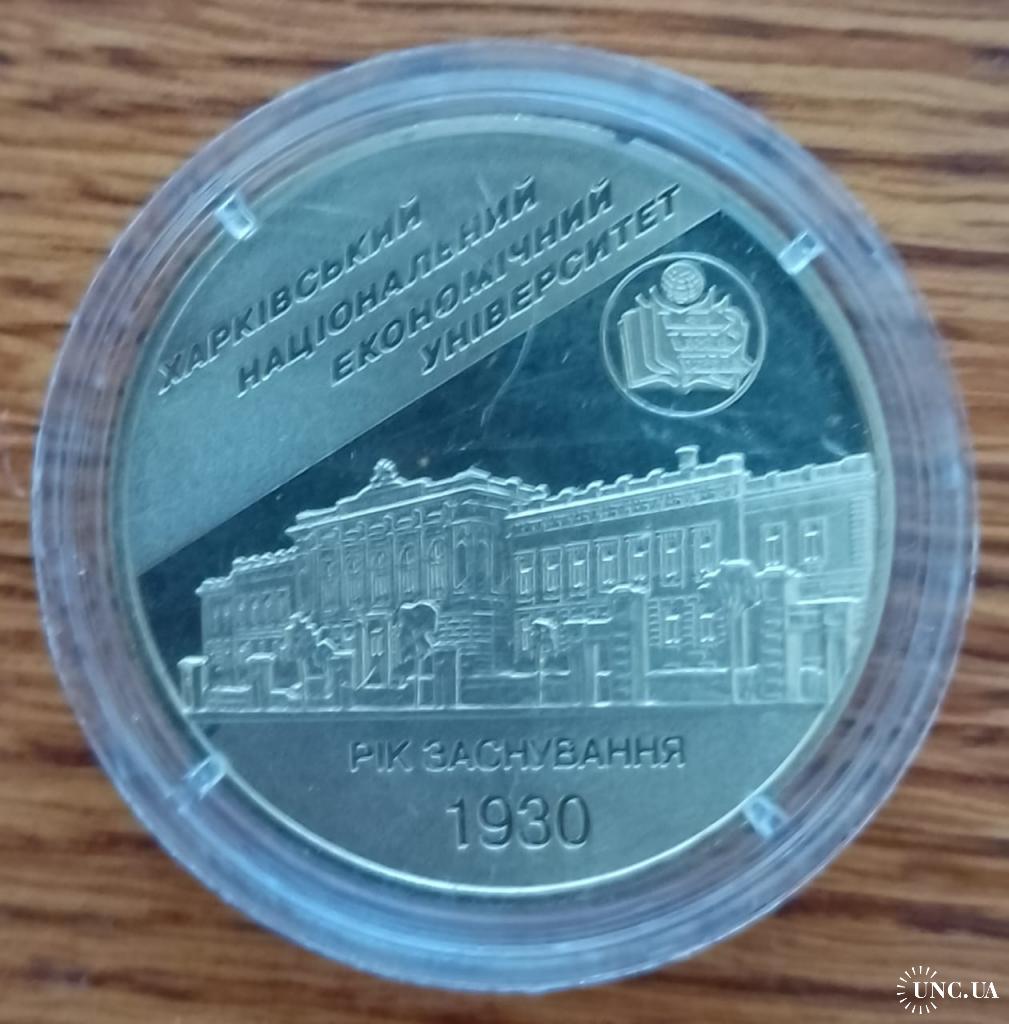 ХАРКІВСЬКИЙ
НАЦІОНАЛЬНИЙ
ЕКОНОМІЧНИЙ
УНІВЕРСИТЕТ
РІК ЗАСНУВАННЯ
1930
UNC.UA